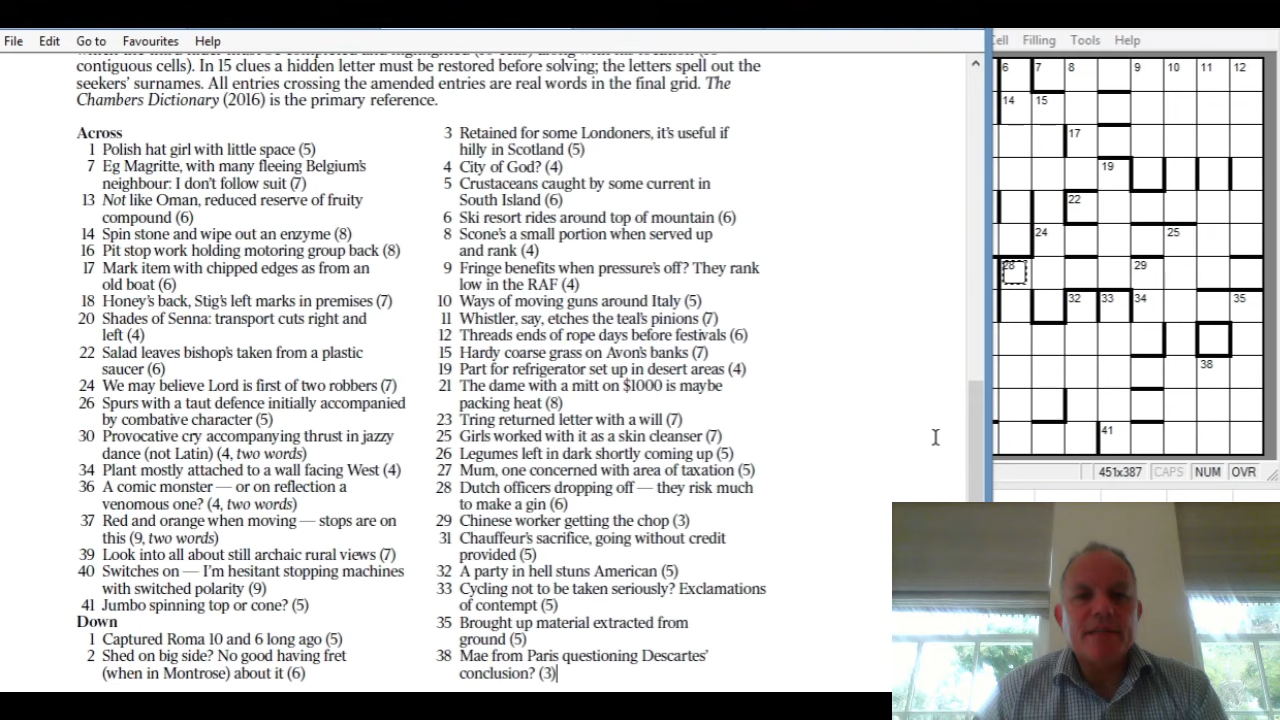 File Edit Go to Favourites Help
contiguous cells). In 15 clues a hidden letter must be restored before solving; the letters spell out the
seekers' surnames. All entries crossing the amended entries are real words in the final grid. The
Chambers Dictionary (2016) is the primary reference.
Across
1 Polish hat girl with little space (5)
7 Eg Magritte, with many fleeing Belgium's
neighbour: I don't follow suit (7)
13 Not like Oman, reduced reserve of fruity
compound (6)
14 Spin stone and wipe out an enzyme (8)
16 Pit stop work holding motoring group back (8)
17 Mark item with chipped edges as from an
old boat (6)
18 Honey's back, Stig's left marks in premises (7)
20 Shades of Senna: transport cuts right and
left (4)
22 Salad leaves bishop's taken from a plastic
saucer (6)
24 We may believe Lord is first of two robbers (7)
26 Spurs with a taut defence initially accompanied
by combative character (5)
30 Provocative cry accompanying thrust in jazzy
dance (not Latin) (4, two words)
34 Plant mostly attached to a wall facing West (4)
36 A comic monster — or on reflection a
venomous one? (4, two words)
37 Red and orange when moving — stops are on
this (9, two words)
39 Look into all about still archaic rural views (7)
40 Switches on — I'm hesitant stopping machines
with switched polarity (9)
41 Jumbo spinning top or cone? (5)
Down
1 Captured Roma 10 and 6 long ago (5)
2 Shed on big side? No good having fret
(when in Montrose) about it (6)
3 Retained for some Londoners, it's useful if
hilly in Scotland (5)
4 City of God? (4)
5 Crustaceans caught by some current in
South Island (6)
6 Ski resort rides around top of mountain (6)
8 Scone's a small portion when served up
and rank (4)
9 Fringe benefits when pressure's off? They rank
low in the RAF (4)
10 Ways of moving guns around Italy (5)
11 Whistler, say, etches the teal's pinions (7)
12 Threads ends of rope days before festivals (6)
15 Hardy coarse grass on Avon's banks (7)
19 Part for refrigerator set up in desert areas (4)
21 The dame with a mitt on $1000 is maybe
packing heat (8)
23 Tring returned letter with a will (7)
25 Girls worked with it as a skin cleanser (7)
26 Legumes left in dark shortly coming up (5)
27 Mum, one concerned with area of taxation (5)
28 Dutch officers dropping off — they risk much
to make a gin (6)
29 Chinese worker getting the chop (3)
31 Chauffeur's sacrifice, going without credit
provided (5)
32 A party in hell stuns American (5)
33 Cycling not to be taken seriously? Exclamations
of contempt (5)
35 Brought up material extracted from
ground (5)
38 Mae from Paris questioning Descartes'
conclusion? (3)
Filling Tools Help
6 7 8 9 10 11 12
14 15
17
19
22
24 25
28 29
32 33 34 35
38
41
451x387 CAPS NUM OVR